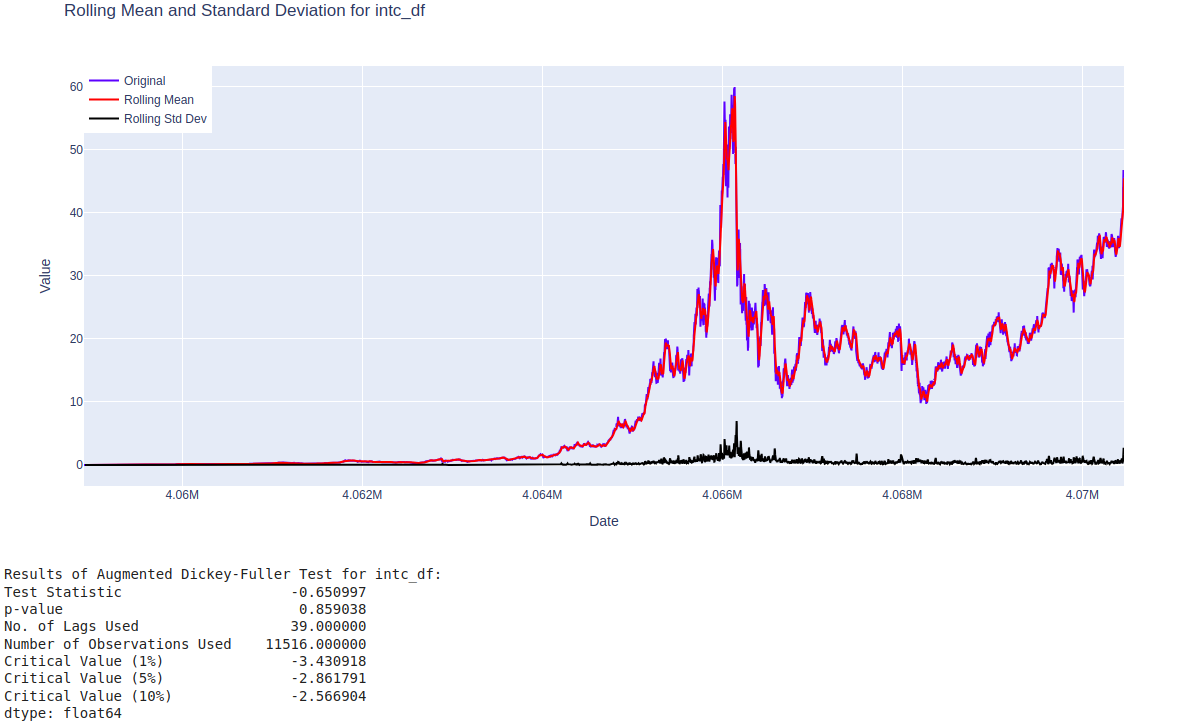 Rolling Mean and Standard Deviation for intc_df
Original
Rolling Mean
Rolling Std Dev
60
50
40
30
20
10
0
Value
4.06M
4.062M
4.064M
4.066M
4.068M
4.07M
Date
Results of Augmented Dickey-Fuller Test for intc_df:
Test Statistic -0.650997
p-value 0.859038
No. of Lags Used 39.000000
Number of Observations Used 11516.000000
Critical Value (1%) -3.430918
Critical Value (5%) -2.861791
Critical Value (10%) -2.566904
dtype: float64